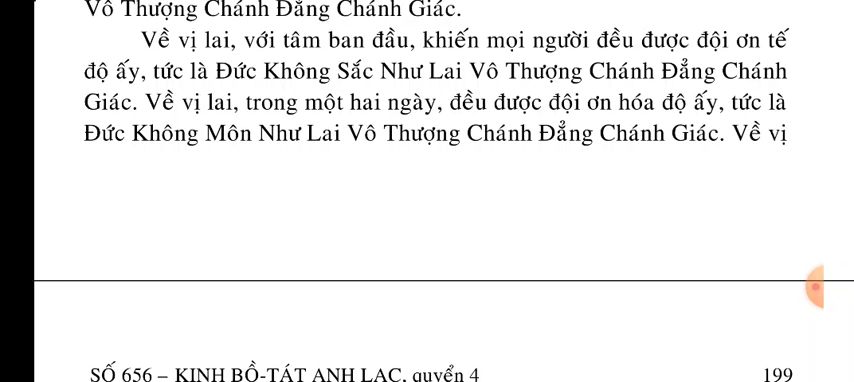 Vô Thượng Chánh Đẳng Chánh Giác.
Về vị lai, với tâm ban đầu, khiến mọi người đều được đội ơn tế
độ ấy, tức là Đức Không Sắc Như Lai Vô Thượng Chánh Đẳng Chánh
Giác. Về vị lai, trong một hai ngày, đều được đội ơn hóa độ ấy, tức là
Đức Không Môn Như Lai Vô Thượng Chánh Đẳng Chánh Giác. Về vị
SỐ 656 – KINH BỒ-TÁT ANH LẠC, quyển 4 199